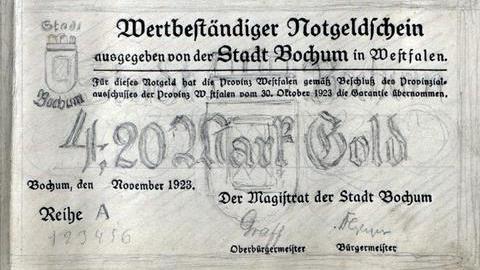 Stadt
Bochum
Wertbeständiger Notgeldschein
ausgegeben von der Stadt Bochum in Westfalen.
Für dieses Notgeld hat die Provinz Westfalen gemäß Beschluß des Provinzial-
ausschusses der Provinz W stfalen vom 30. Oktober 1923 die Garantie übernommen.
4,20 Mark Gold
Bochum, den November 1923.
Der Magistrat der Stadt Bochum
Reihe A
123456
Graff
Oberbürgermeister Bürgermeister